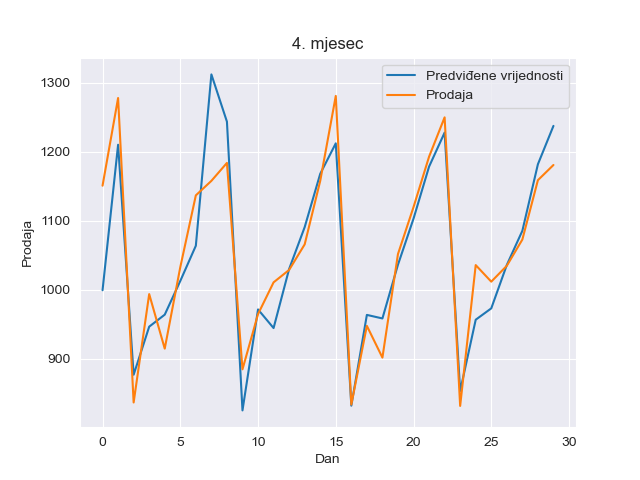 4. mjesec
Predviđene vrijednosti
Prodaja
1300
1200
1100
1000
900
Prodaja
0 5 10 15 20 25 30
Dan